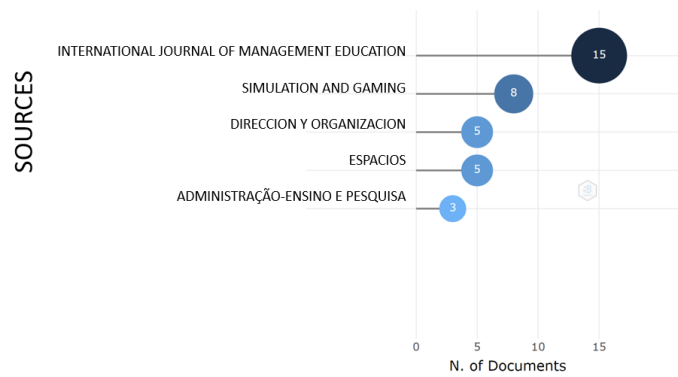 SOURCES
INTERNATIONAL JOURNAL OF MANAGEMENT EDUCATION
15
SIMULATION AND GAMING
8
DIRECCION Y ORGANIZACION
5
ESPACIOS
5
ADMINISTRAÇÃO-ENSINO E PESQUISA
3
0 5 10 15
N. of Documents